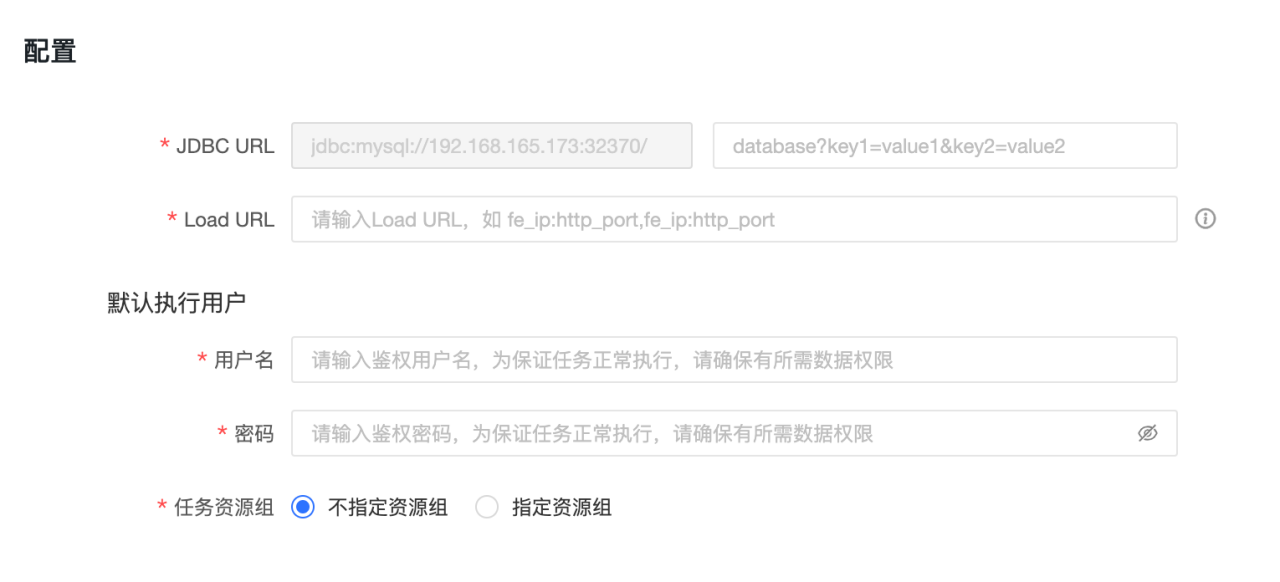 配置
* JDBC URL jdbc:mysql://192.168.165.173:32370/ database?key1=value1&key2=value2
* Load URL 请输入Load URL，如 fe_ip:http_port,fe_ip:http_port
默认执行用户
* 用户名 请输入鉴权用户名，为保证任务正常执行，请确保有所需数据权限
* 密码 请输入鉴权密码，为保证任务正常执行，请确保有所需数据权限
* 任务资源组 不指定资源组 指定资源组